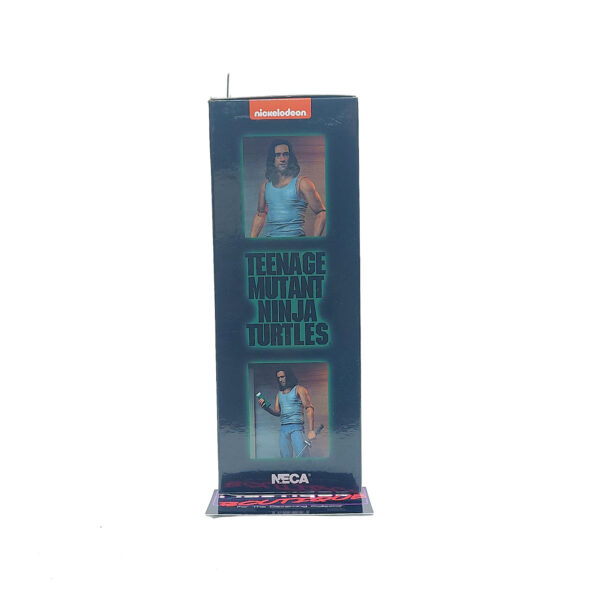 nickelodeon
TEENAGE
MUTANT
NINJA
TURTLES
NECA